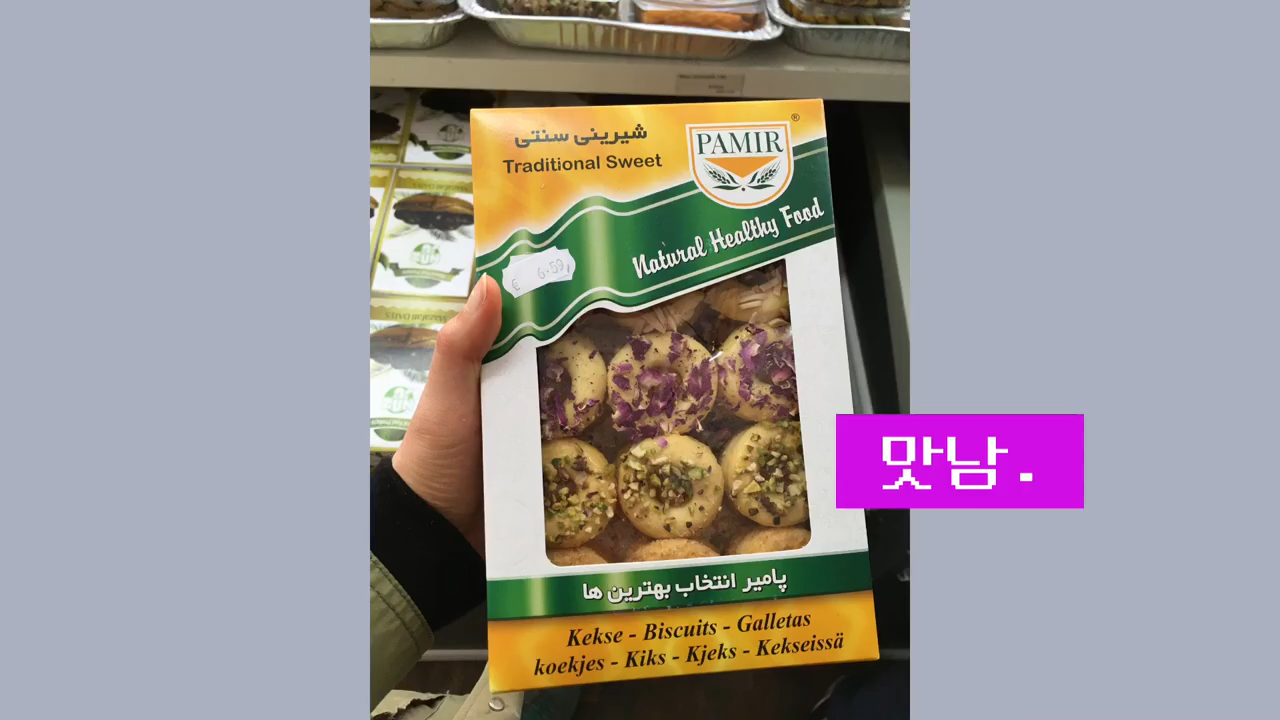 شیرینی سنتی
Traditional Sweet
PAMIR
®
Natural Healthy Food
€ 6.59
پامیر انتخاب بهترین ها
Kekse - Biscuits - Galletas
koekjes - Kiks - Kjeks - Kekseissä
맛남.